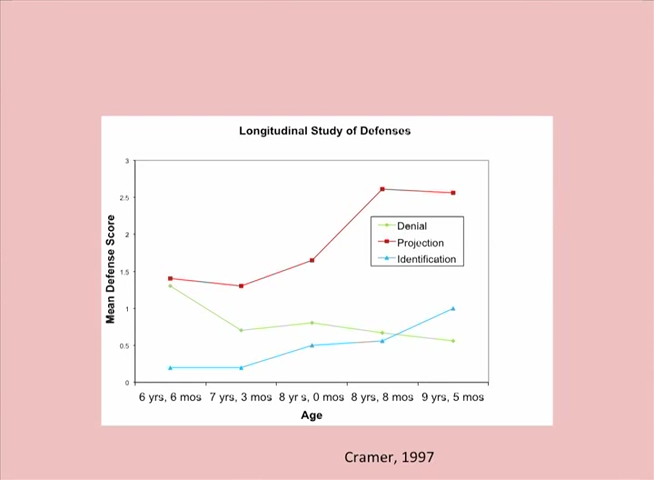 Longitudinal Study of Defenses
3
2.5
2
1.5
1
0.5
0
Mean Defense Score
Denial
Projection
Identification
6 yrs, 6 mos 7 yrs, 3 mos 8 yr s, 0 mos 8 yrs, 8 mos 9 yrs, 5 mos
Age
Cramer, 1997